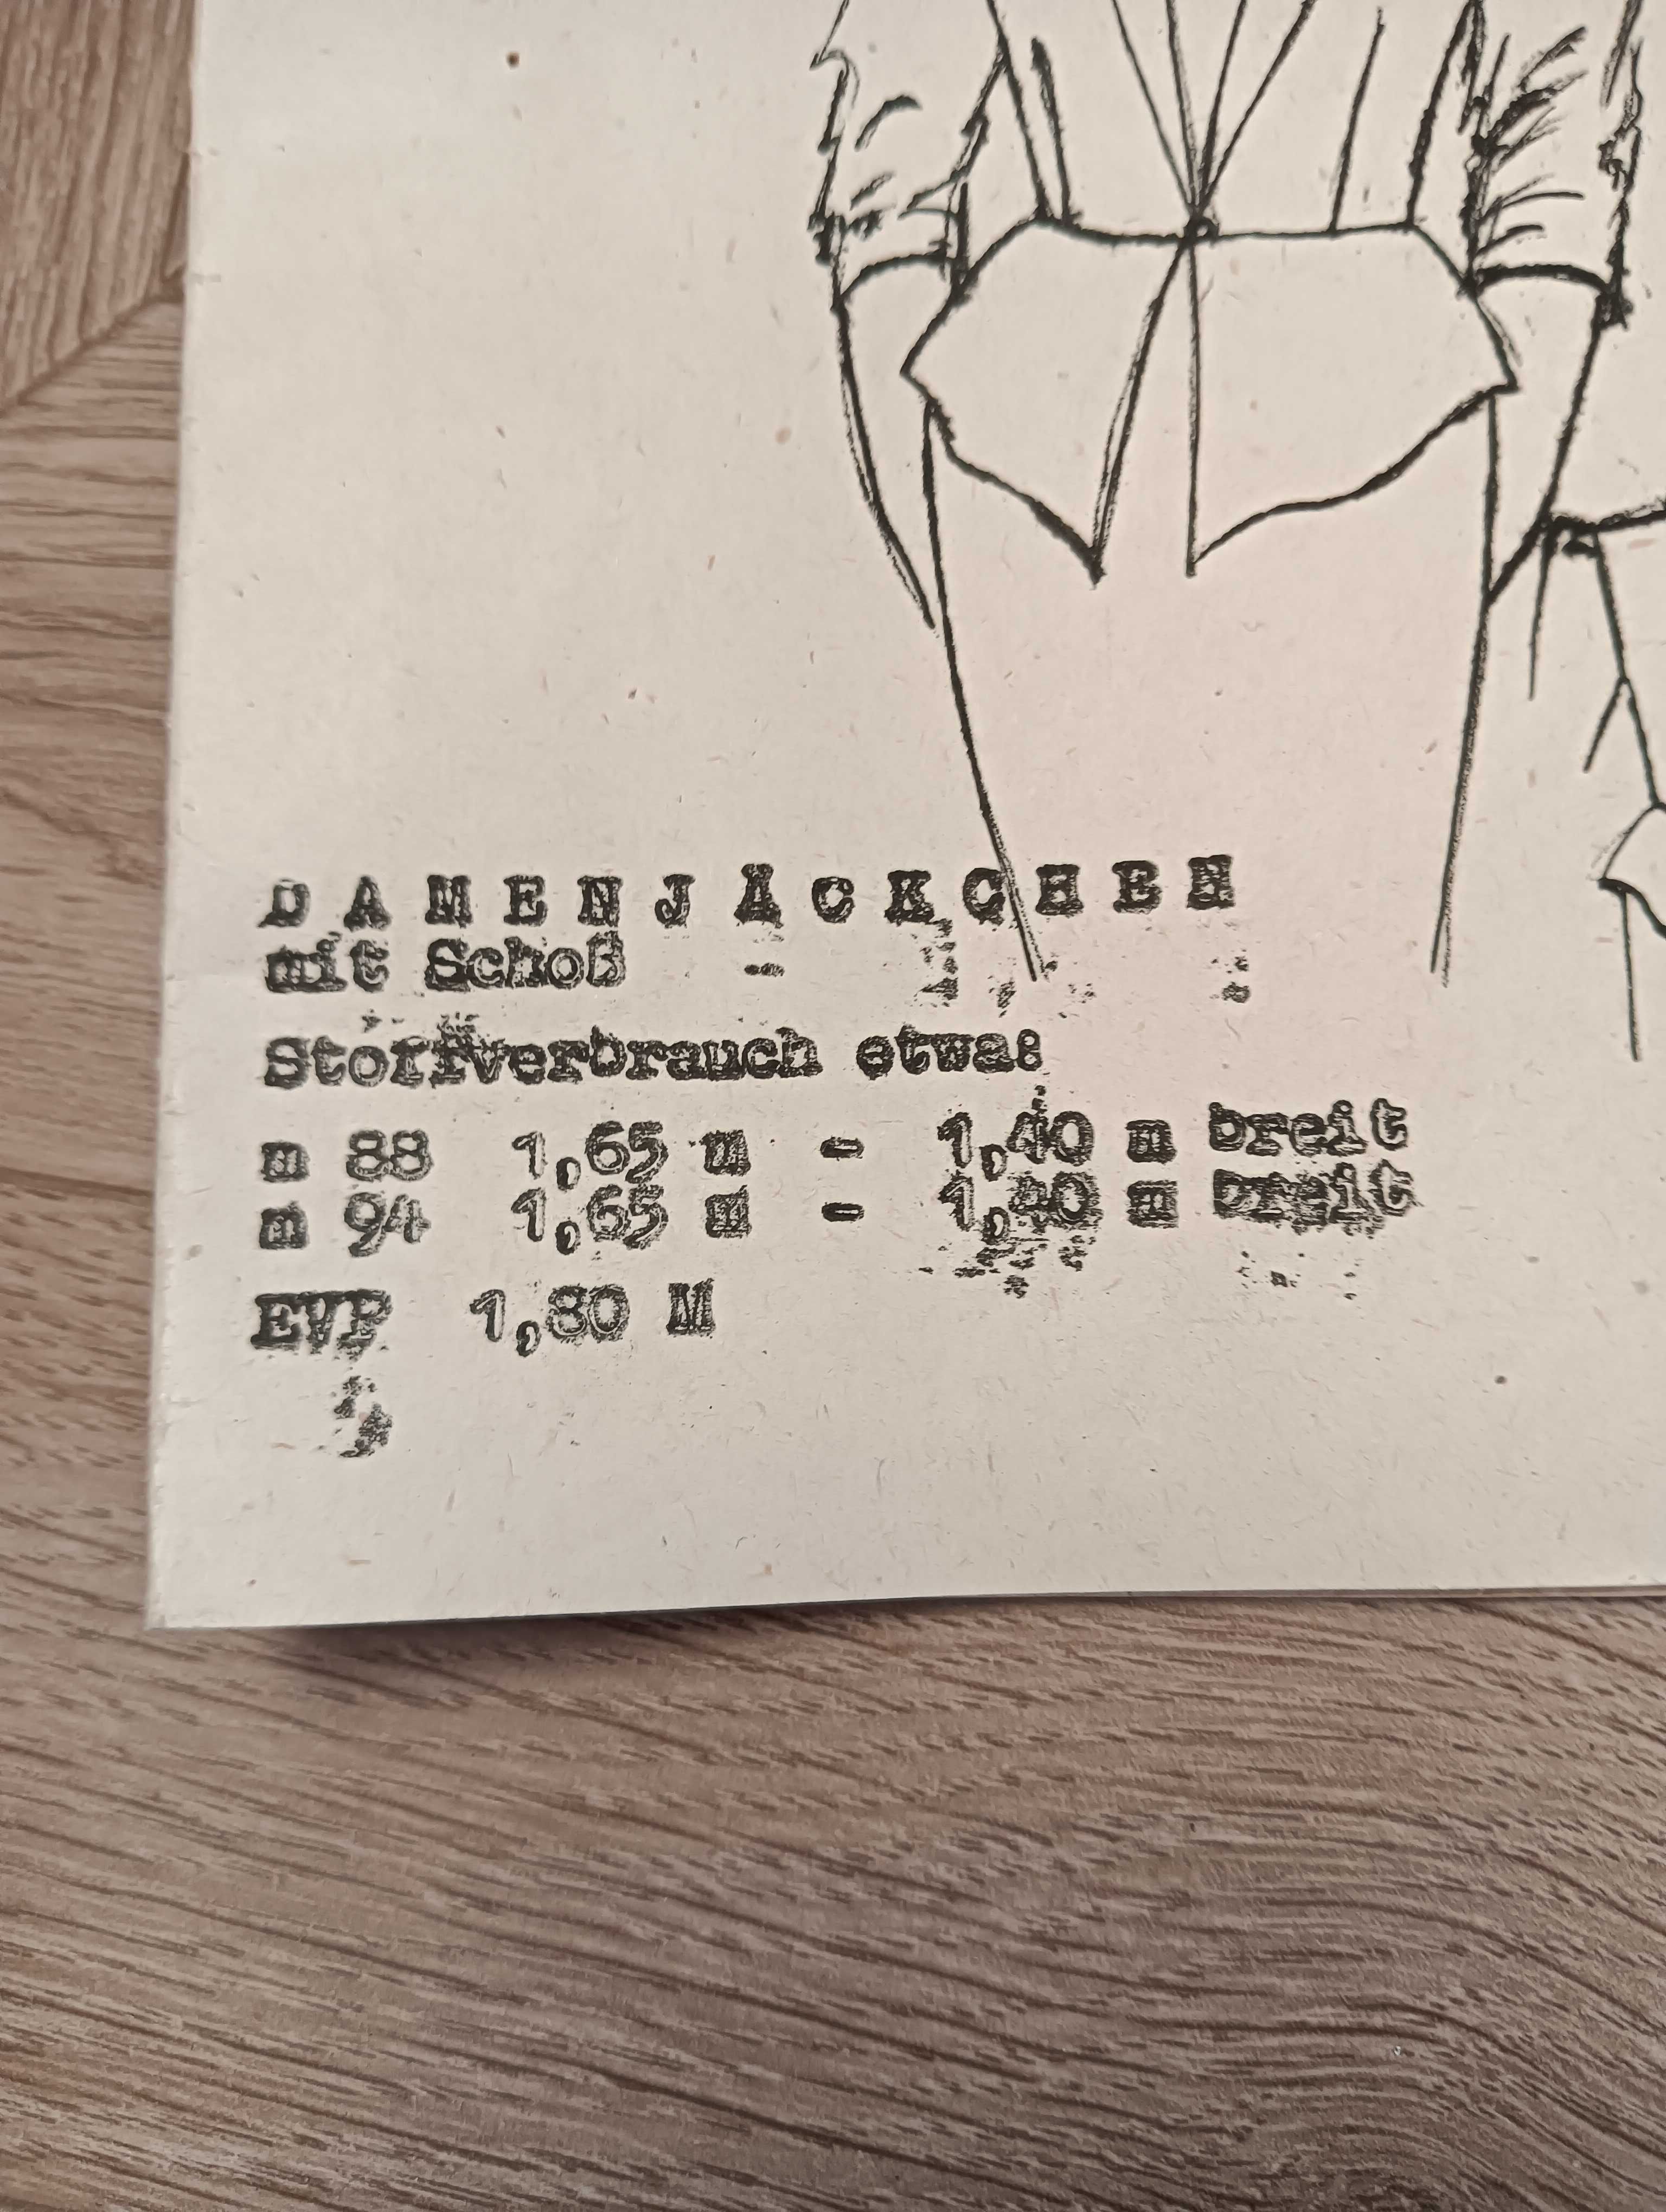 D A M E N J Ä C K C H E N
mit Schoß -
Stoffverbrauch etwa:
m 88 1,65 m - 1,40 m breit
m 94 1,65 m - 1,40 m breit
EVP 1,80 M